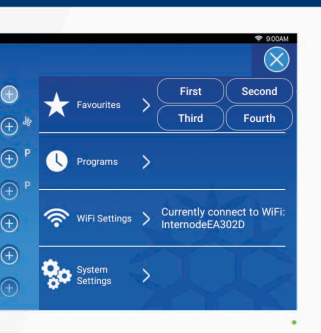 9:00AM
First Second
Favourites
Third Fourth
P
Programs
P
WiFi Settings
Currently connect to WiFi:
InternodeEA302D
System
Settings